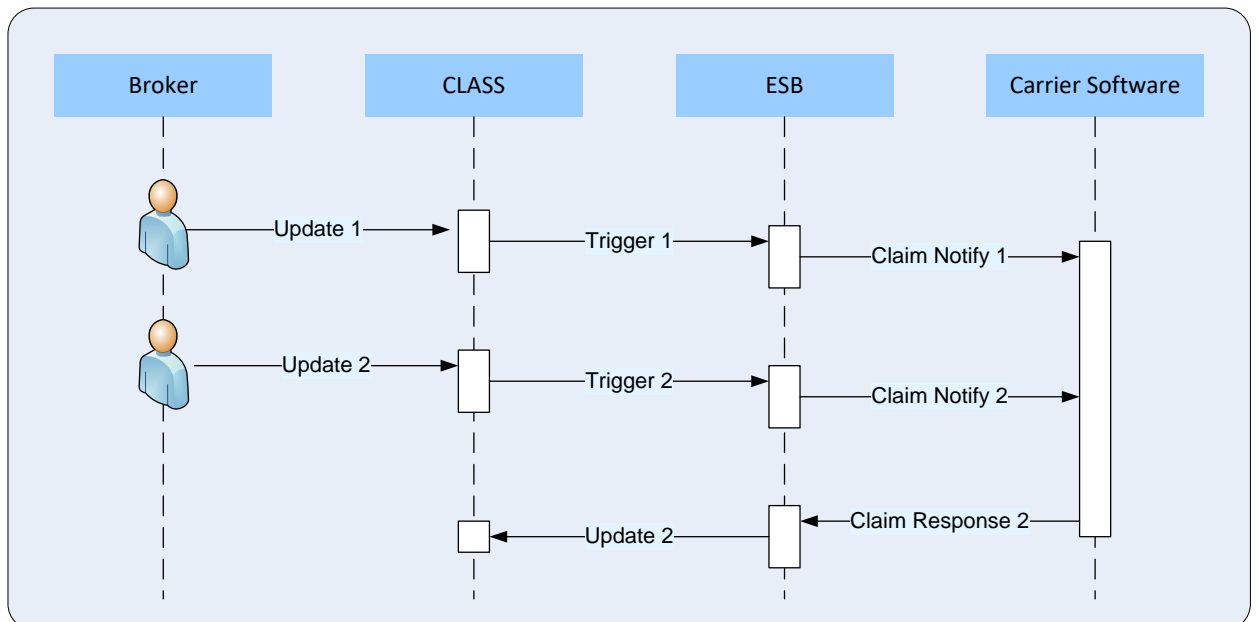 Broker
CLASS
ESB
Carrier Software
Update 1
Trigger 1
Claim Notify 1
Update 2
Trigger 2
Claim Notify 2
Claim Response 2
Update 2